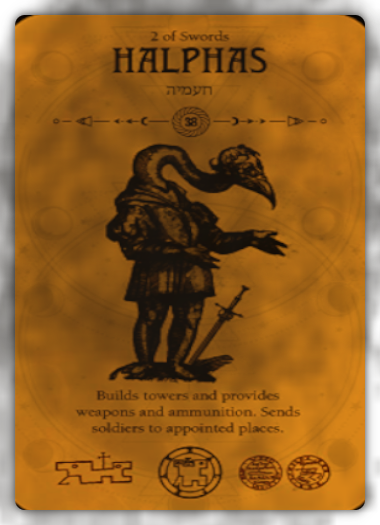 2 of Swords
HALPHAS
חעמיה
38
Builds towers and provides
weapons and ammunition. Sends
soldiers to appointed places.